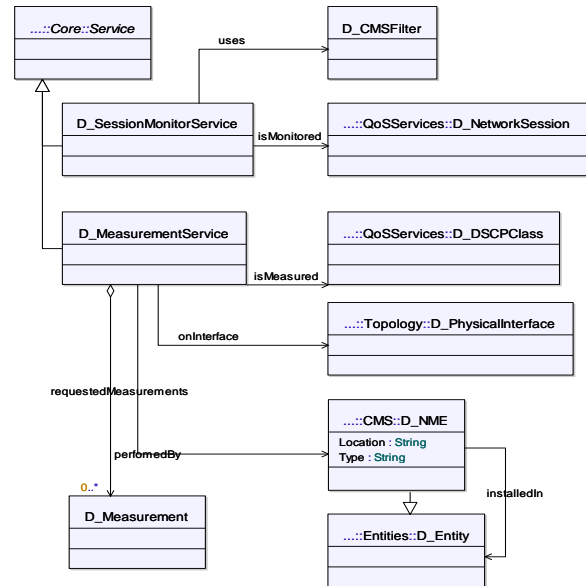 ...::Core::Service
D_CMSFilter
uses
D_SessionMonitorService
isMonitored
...::QoSServices::D_NetworkSession
D_MeasurementService
...::QoSServices::D_DSCPClass
isMeasured
...::Topology::D_PhysicalInterface
onInterface
requestedMeasurements
...::CMS::D_NME
Location : String
Type : String
perfomedBy
0..*
installedIn
D_Measurement
...::Entities::D_Entity